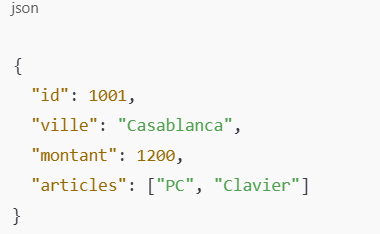 json
{
  "id": 1001,
  "ville": "Casablanca",
  "montant": 1200,
  "articles": ["PC", "Clavier"]
}